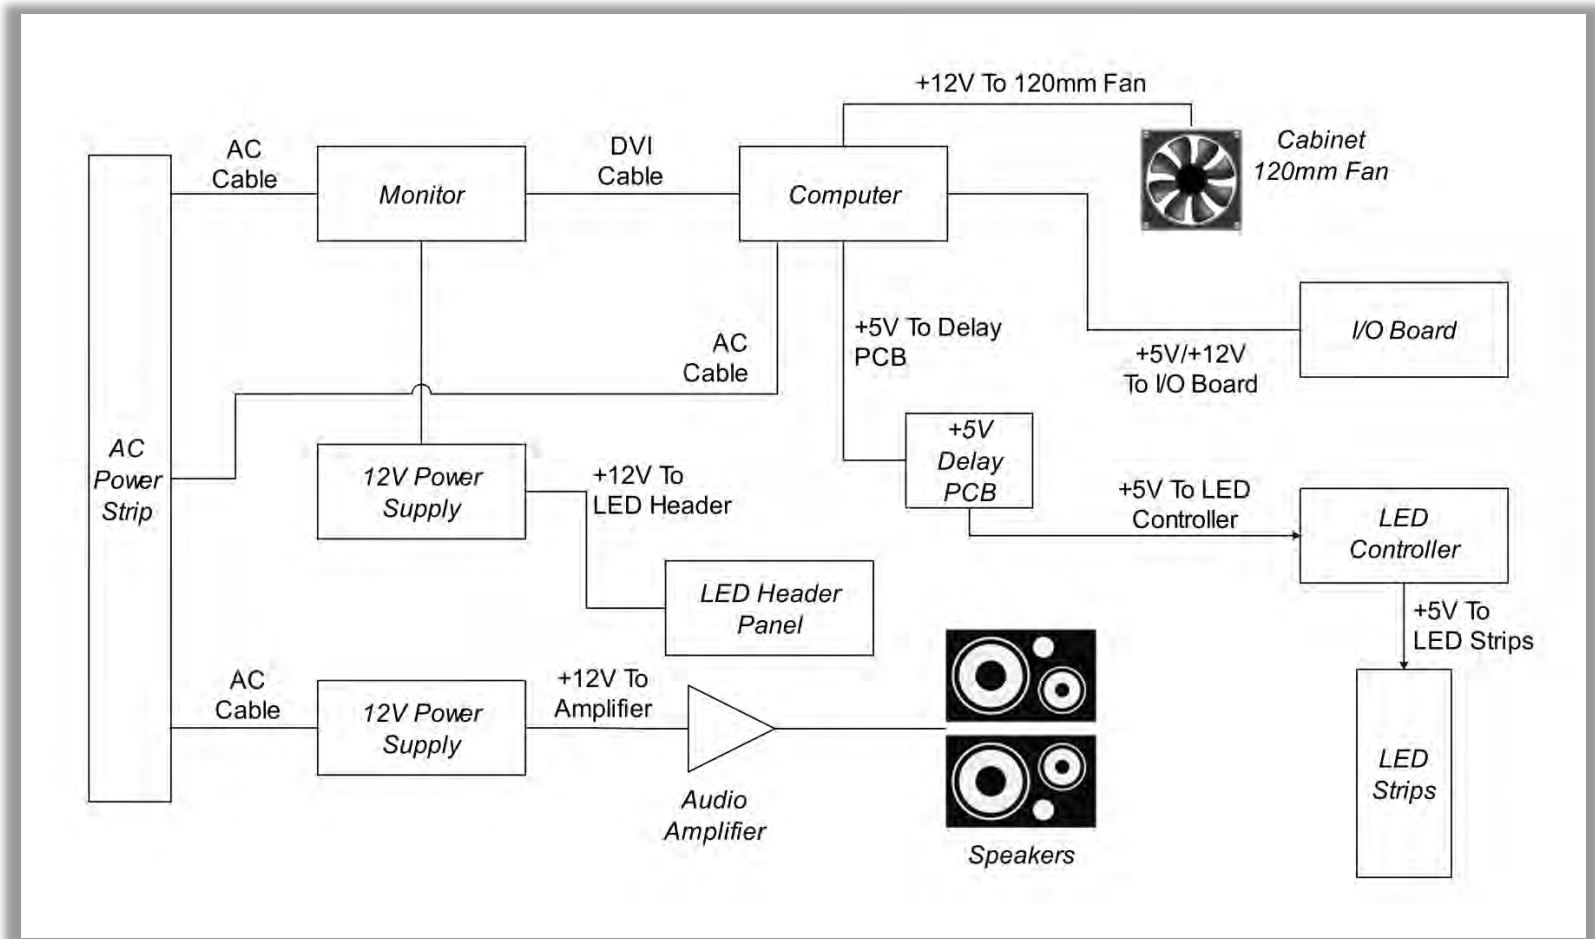 +12V To 120mm Fan
Cabinet
120mm Fan
AC
Cable
Monitor
DVI
Cable
Computer
+5V To Delay
PCB
AC
Cable
I/O Board
+5V/+12V
To I/O Board
AC
Power
Strip
12V Power
Supply
+12V To
LED Header
+5V
Delay
PCB
+5V To LED
Controller
LED
Controller
LED Header
Panel
+5V To
LED Strips
AC
Cable
12V Power
Supply
+12V To
Amplifier
Audio
Amplifier
Speakers
LED
Strips